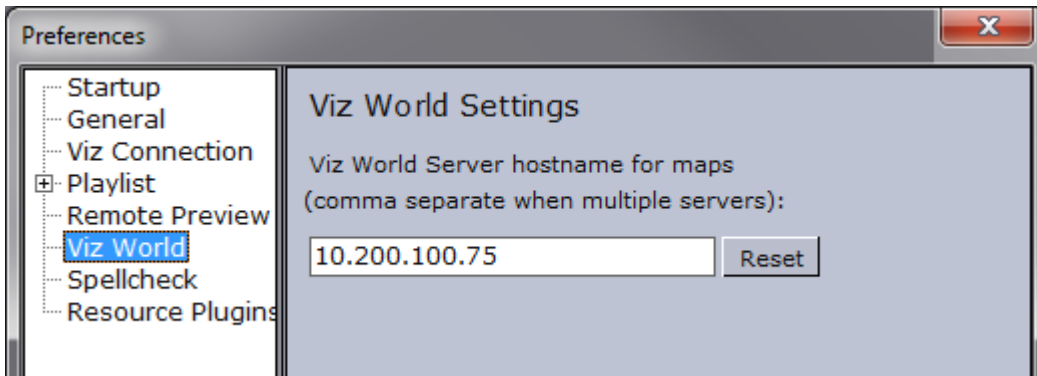 Preferences
X
Startup
General
Viz Connection
Playlist
Remote Preview
Viz World
Spellcheck
Resource Plugins
Viz World Settings
Viz World Server hostname for maps
(comma separate when multiple servers):
10.200.100.75
Reset